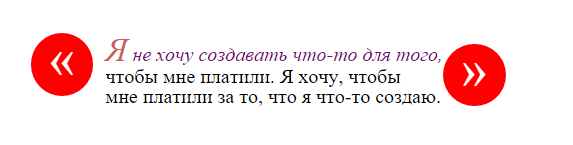 « Я не хочу создавать что-то для того,
чтобы мне платили. Я хочу, чтобы
мне платили за то, что я что-то создаю. »